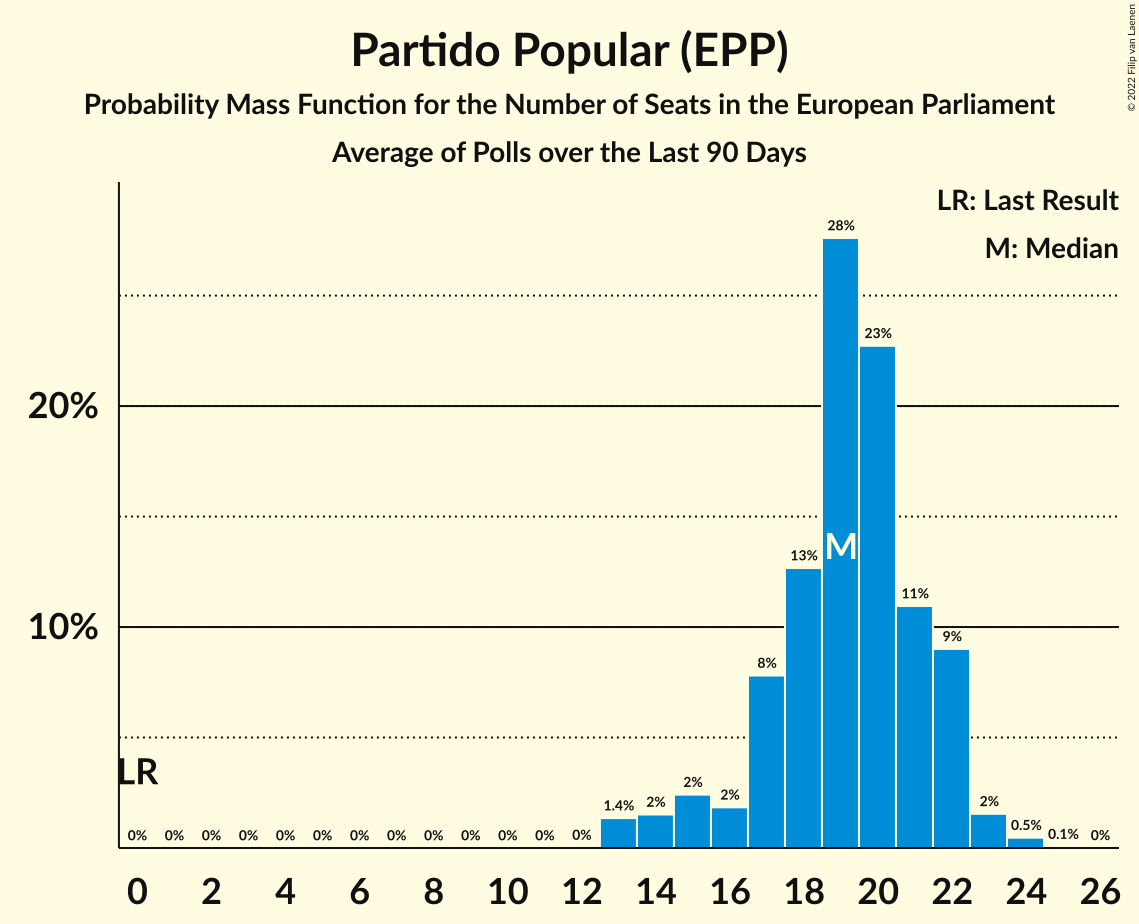 Partido Popular (EPP)
Probability Mass Function for the Number of Seats in the European Parliament
Average of Polls over the Last 90 Days
© 2022 Filip van Laenen
LR: Last Result
M: Median
28%
23%
20%
M
13%
11%
10%
9%
8%
LR
1.4% 2% 2% 2% 2% 0.5% 0.1% 0%
0% 0% 0% 0% 0% 0% 0% 0% 0% 0% 0% 0% 0%
0 2 4 6 8 10 12 14 16 18 20 22 24 26